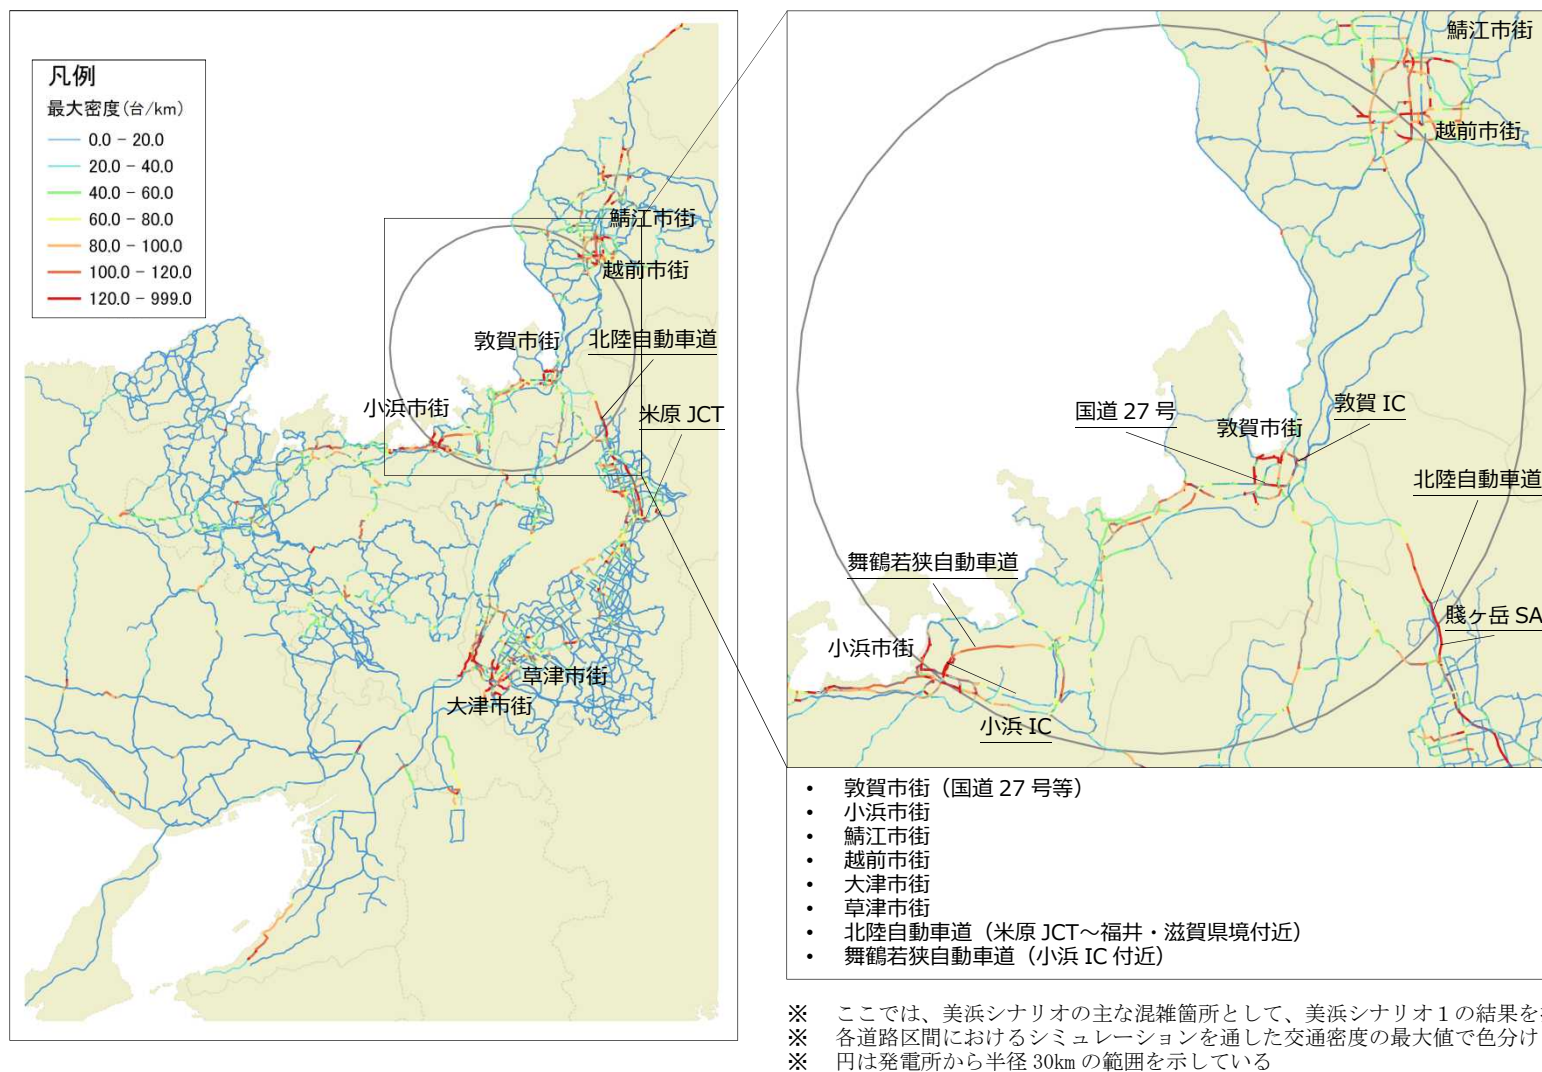 凡例
最大密度(台/km)
0.0 − 20.0
20.0 − 40.0
40.0 − 60.0
60.0 − 80.0
80.0 − 100.0
100.0 − 120.0
120.0 − 999.0
鯖江市街
越前市街
敦賀市街
北陸自動車道
小浜市街
米原 JCT
草津市街
大津市街
鯖江市街
越前市街
国道 27 号
敦賀 IC
敦賀市街
北陸自動車道
舞鶴若狭自動車道
賤ヶ岳 SA
小浜市街
小浜 IC
• 敦賀市街（国道 27 号等）
• 小浜市街
• 鯖江市街
• 越前市街
• 大津市街
• 草津市街
• 北陸自動車道（米原 JCT～福井・滋賀県境付近）
• 舞鶴若狭自動車道（小浜 IC 付近）
※ ここでは、美浜シナリオの主な混雑箇所として、美浜シナリオ１の結果を
※ 各道路区間におけるシミュレーションを通した交通密度の最大値で色分け
※ 円は発電所から半径 30km の範囲を示している